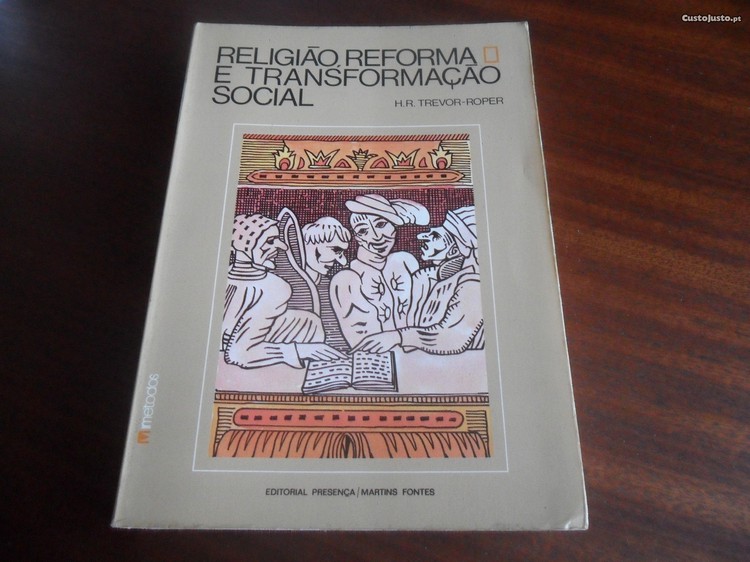 CustoJusto.pt
RELIGIÃO, REFORMA
E TRANSFORMAÇÃO
SOCIAL
H.R. TREVOR-ROPER
métodos
EDITORIAL PRESENÇA/MARTINS FONTES